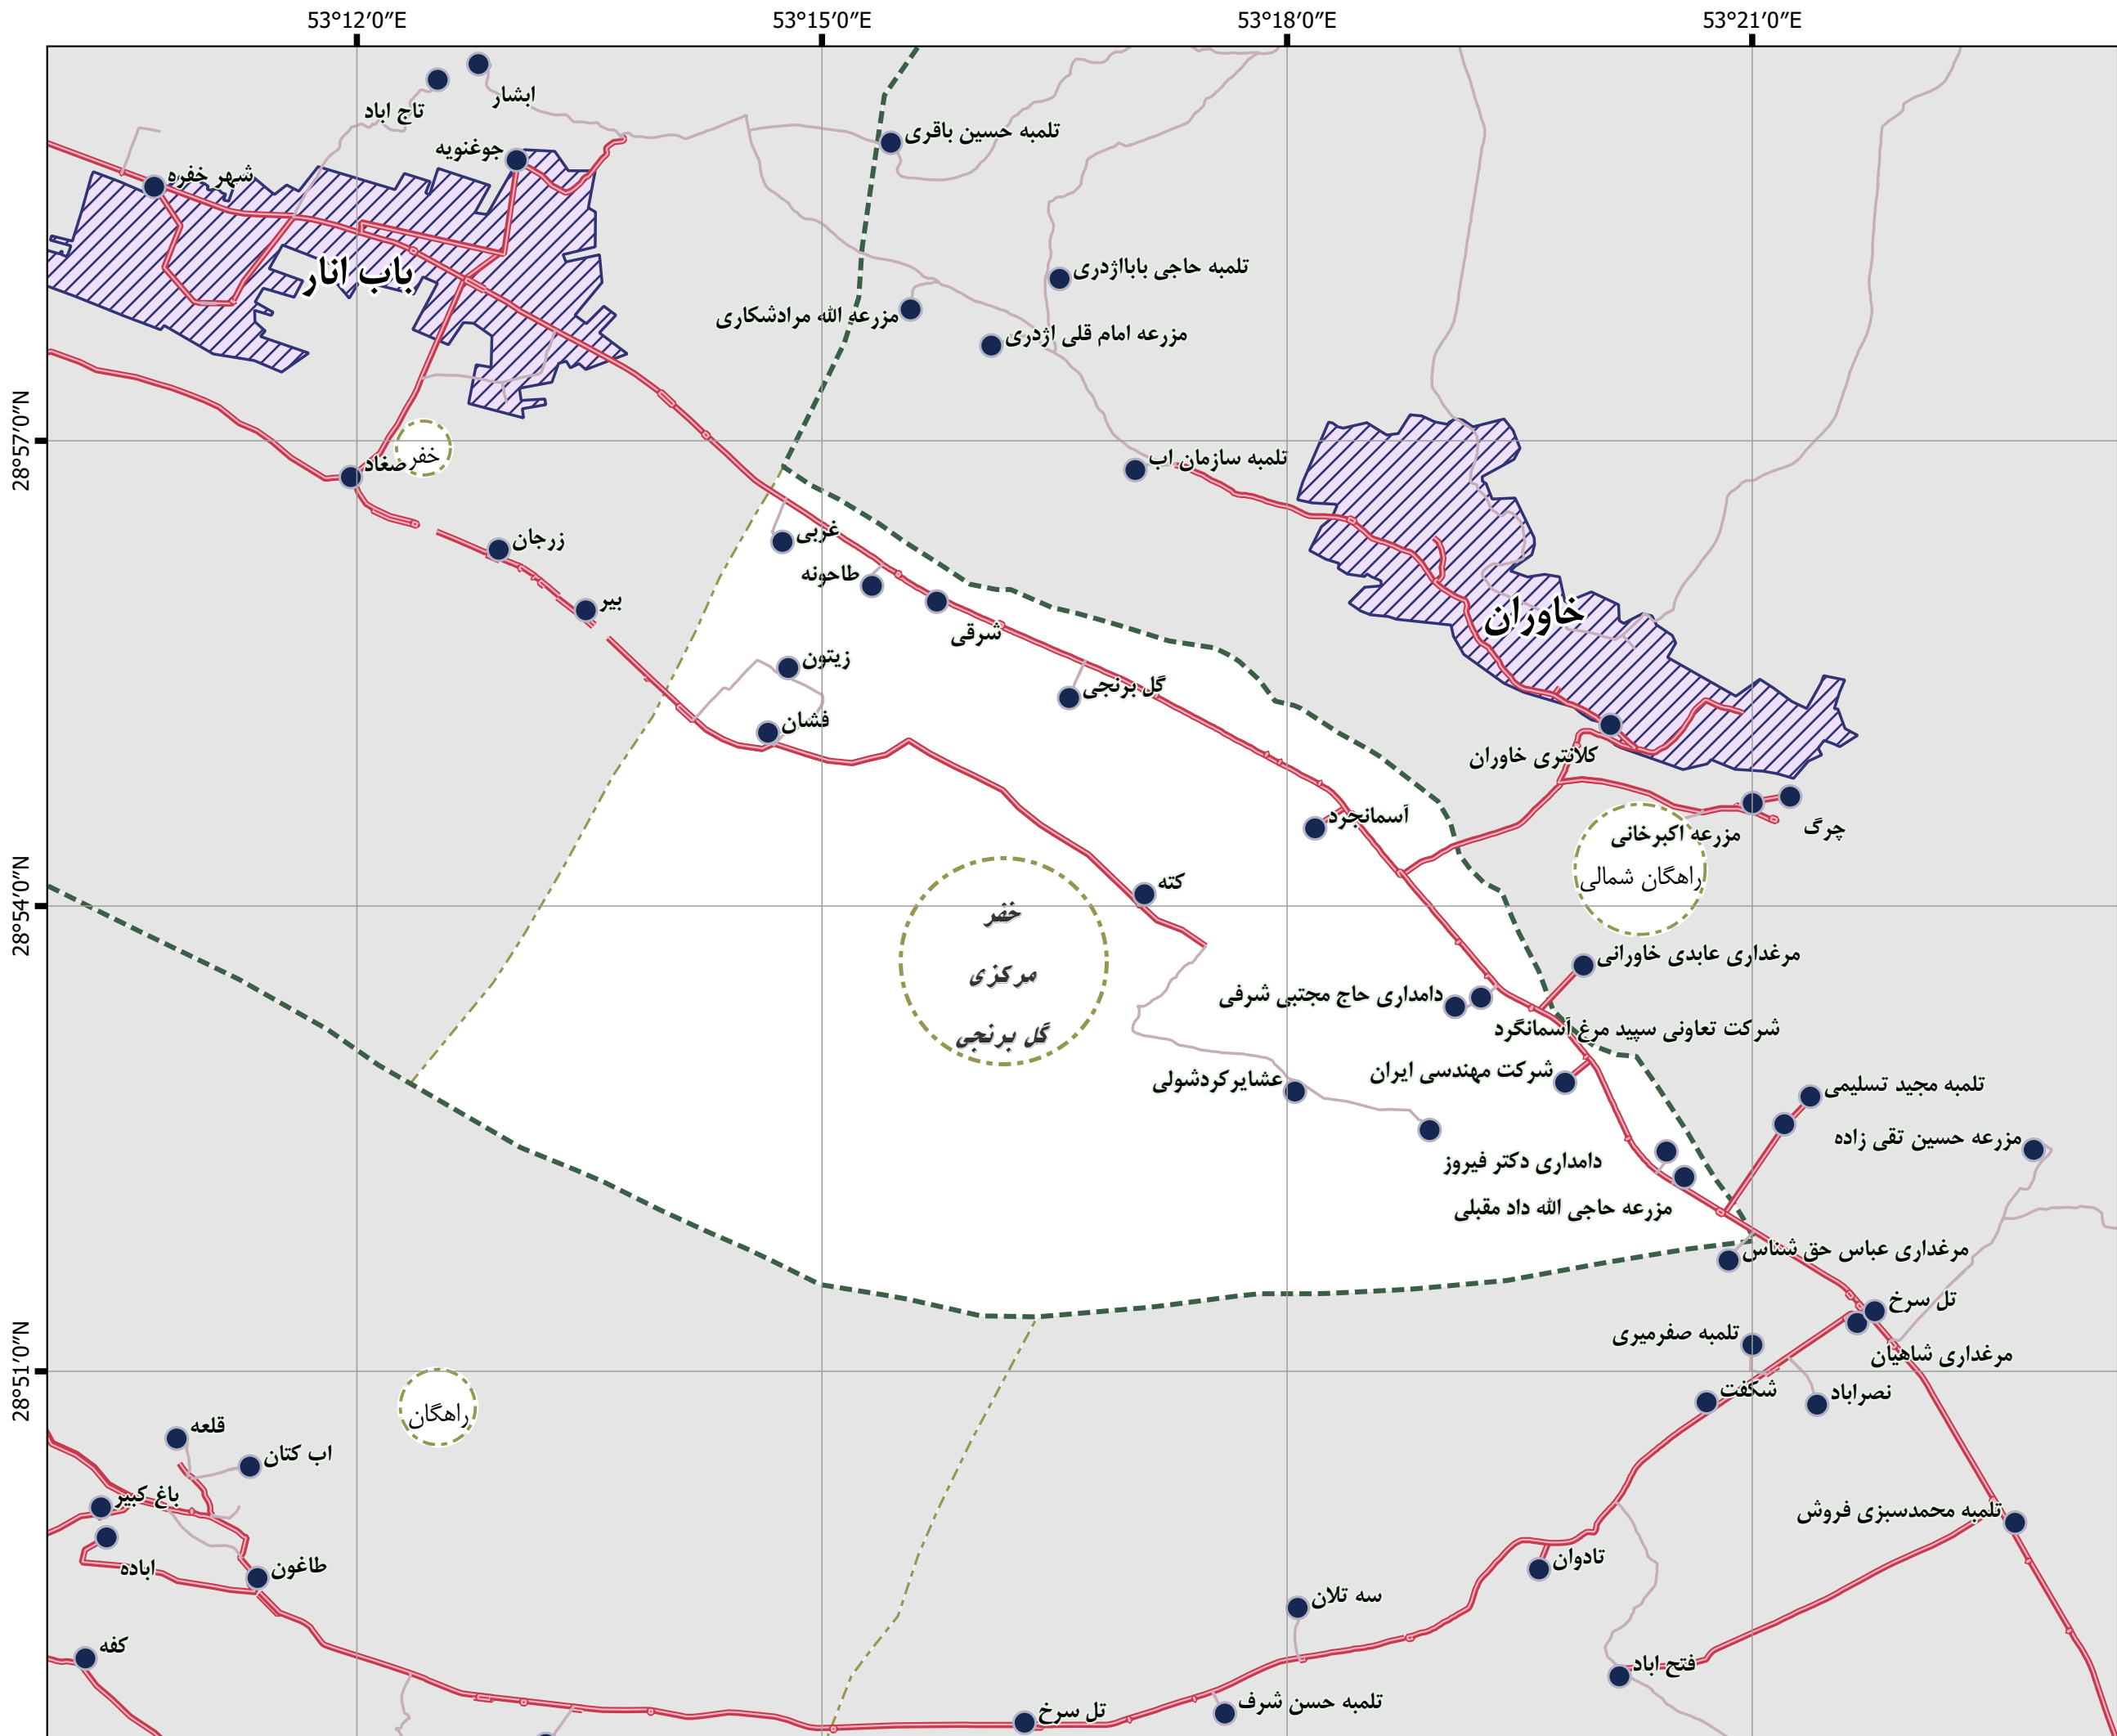 53°12'0"E
53°15'0"E
53°18'0"E
53°21'0"E
ابشار
تاج اباد
تلمبه حسین باقری
جوغنویه
شهر خفره
باب انار
تلمبه حاجی بابااژدری
مزرعه الله مرادشکاری
مزرعه امام قلی اژدری
28°57'0"N
خفر
صغاد
تلمبه سازمان اب
غربی
زرجان
طاحونه
بیر
خاوران
شرقی
زیتون
گل برنجی
فشان
کلانتری خاوران
آسمانجرد
چرگ
مزرعه اکبرخانی
راهگان شمالی
28°54'0"N
کته
خفر
مرکزی
گل برنجی
مرغداری عابدی خاورانی
دامداری حاج مجتبی شرفی
شرکت تعاونی سپید مرغ آسمانگرد
شرکت مهندسی ایران
عشایرکردشولی
تلمبه مجید تسلیمی
مزرعه حسین تقی زاده
دامداری دکتر فیروز
مزرعه حاجی الله داد مقبلی
مرغداری عباس حق شناس
تل سرخ
تلمبه صفرمیری
مرغداری شاهیان
28°51'0"N
شکفت
نصراباد
راهگان
قلعه
اب کتان
باغ کبیر
تلمبه محمدسبزی فروش
اباده
طاغون
تادوان
سه تلان
کفه
فتح اباد
تل سرخ
تلمبه حسن شرف